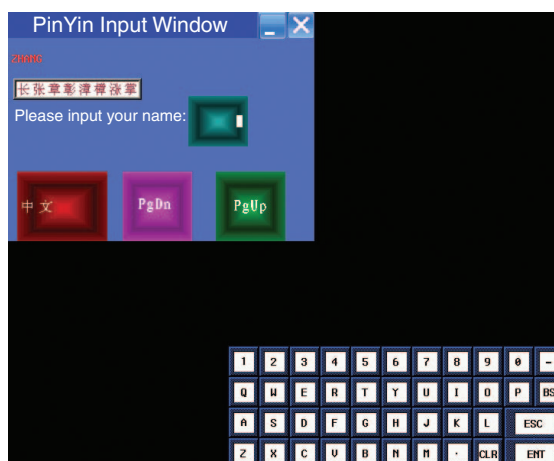 PinYin Input Window
ZHANG
长张章彰漳樟涨掌
Please input your name:
中文 PgDn PgUp
1 2 3 4 5 6 7 8 9 0 -
Q W E R T Y U I O P BS
A S D F G H J K L ESC
Z X C V B N M . CLR ENT